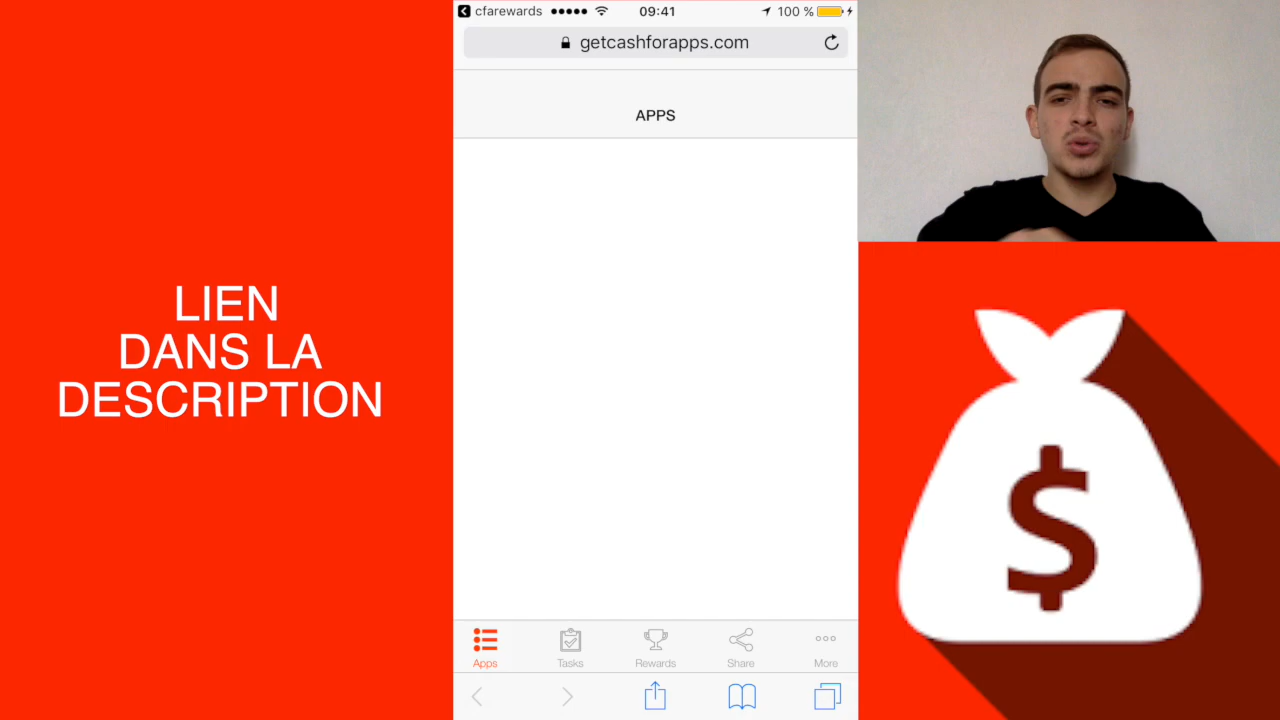 LIEN
DANS LA
DESCRIPTION
cfarewards 09:41 100 %
getcashforapps.com
APPS
Apps Tasks Rewards Share More
$